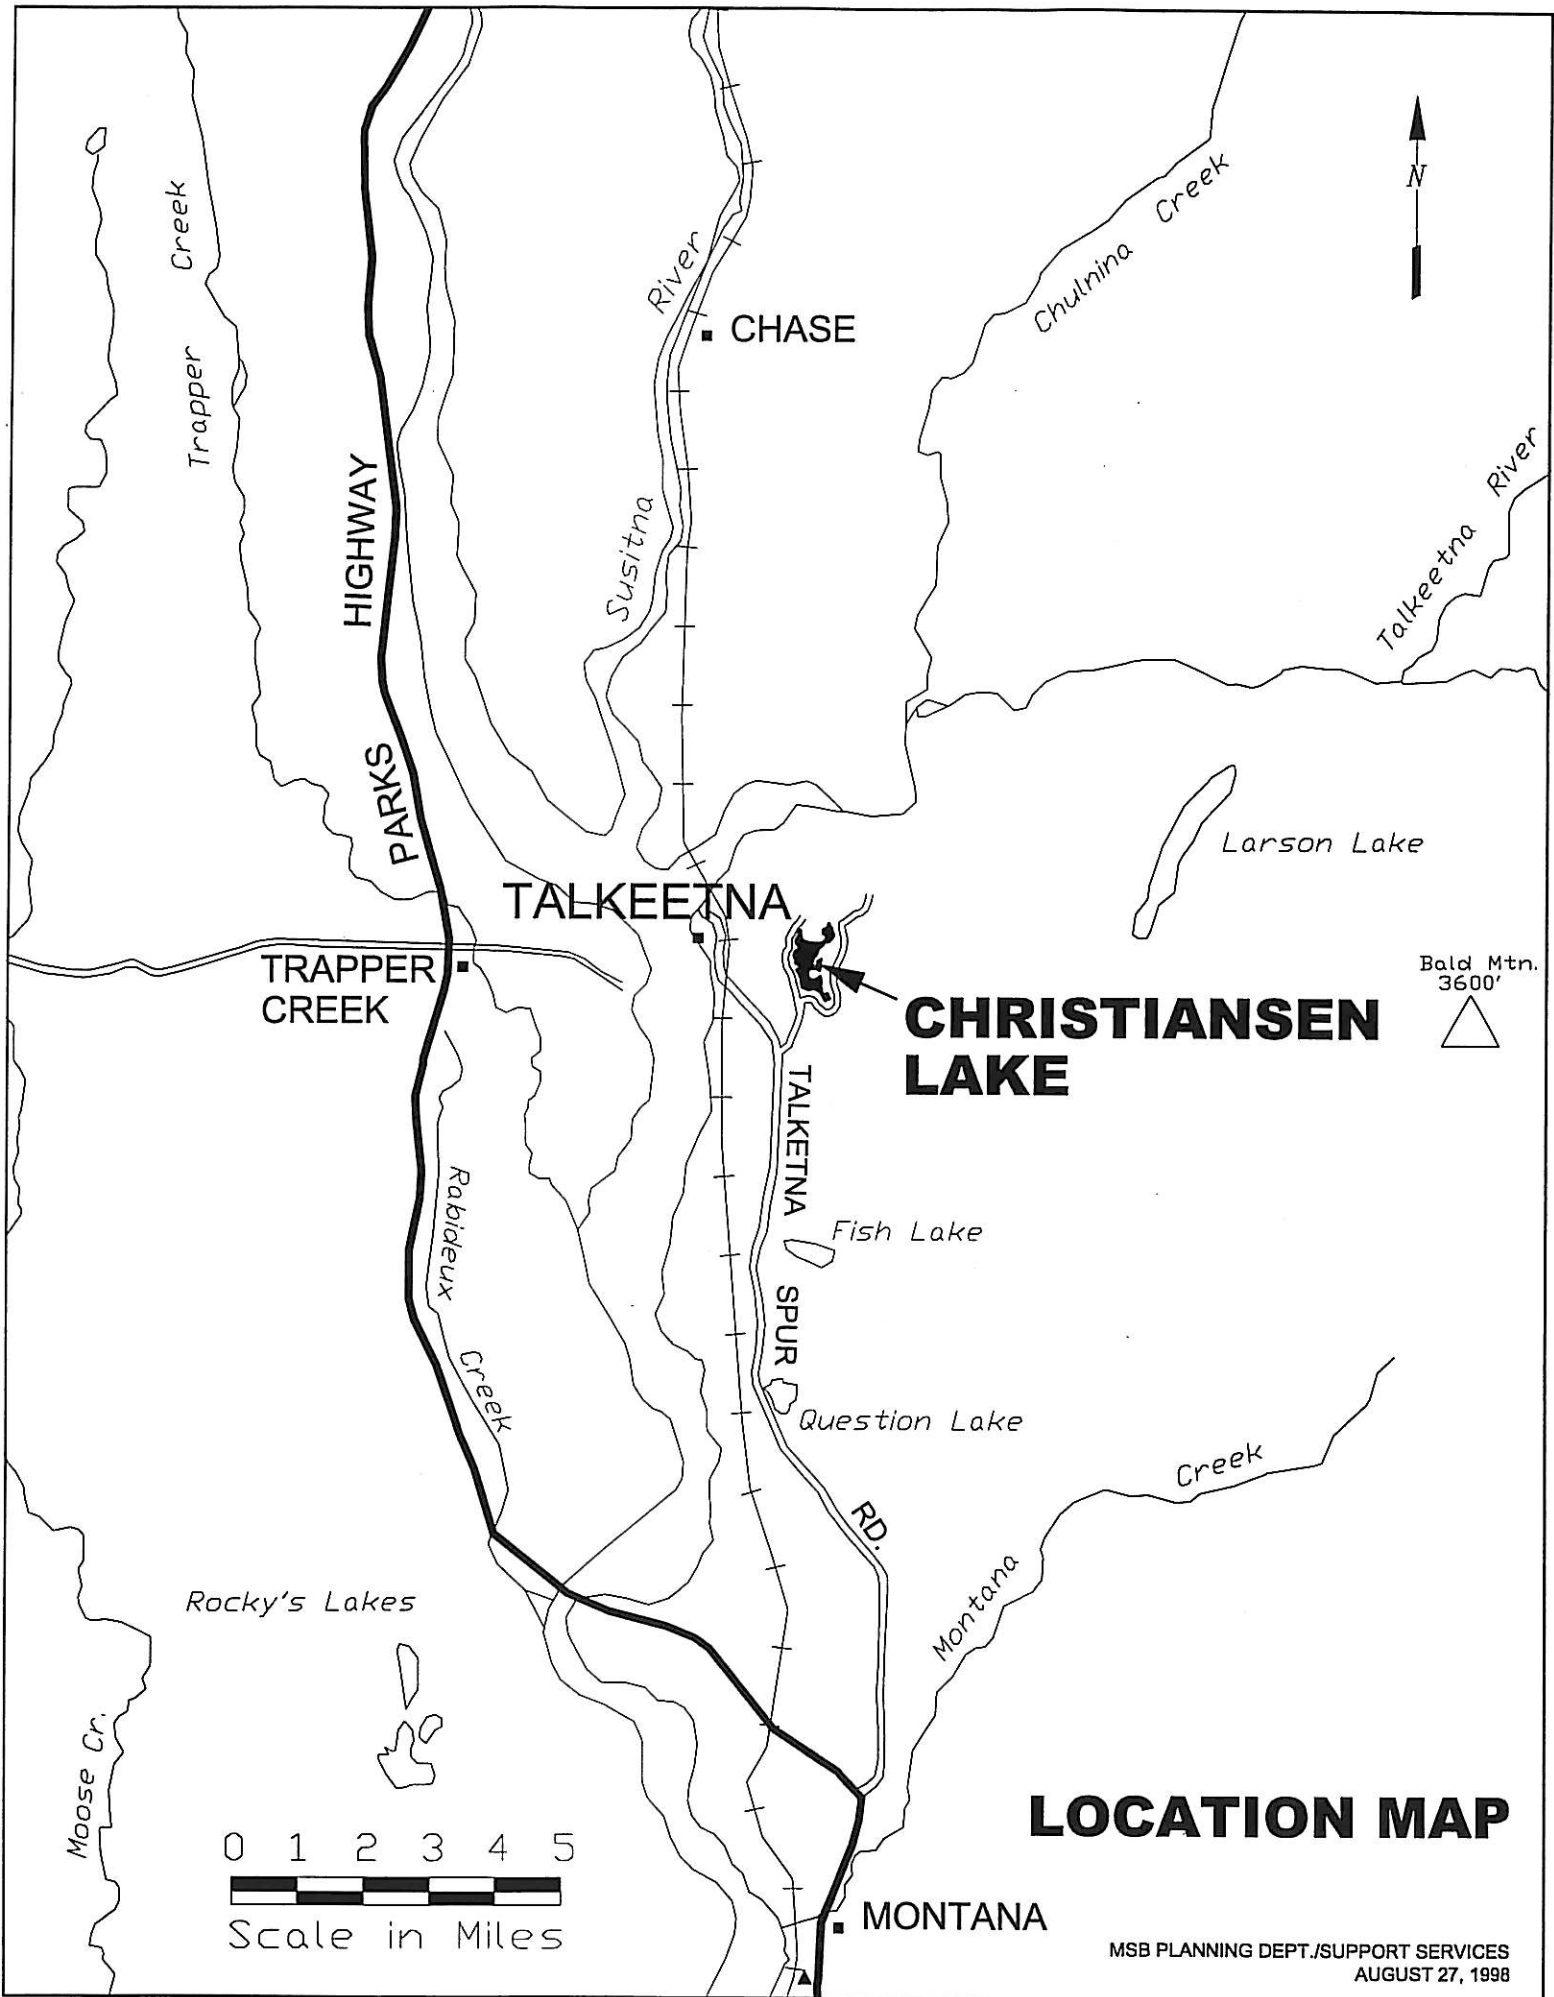 N
Trapper Creek
River
CHASE
Chulnina Creek
HIGHWAY
Susitna
Talkeetna River
PARKS
Larson Lake
TALKEETNA
TRAPPER
CREEK
Bald Mtn.
3600'
CHRISTIANSEN
LAKE
TALKETNA
SPUR
RD.
Rabideux Creek
Fish Lake
Question Lake
Montana Creek
Rocky's Lakes
Moose Cr.
0 1 2 3 4 5
Scale in Miles
LOCATION MAP
MONTANA
MSB PLANNING DEPT./SUPPORT SERVICES
AUGUST 27, 1998